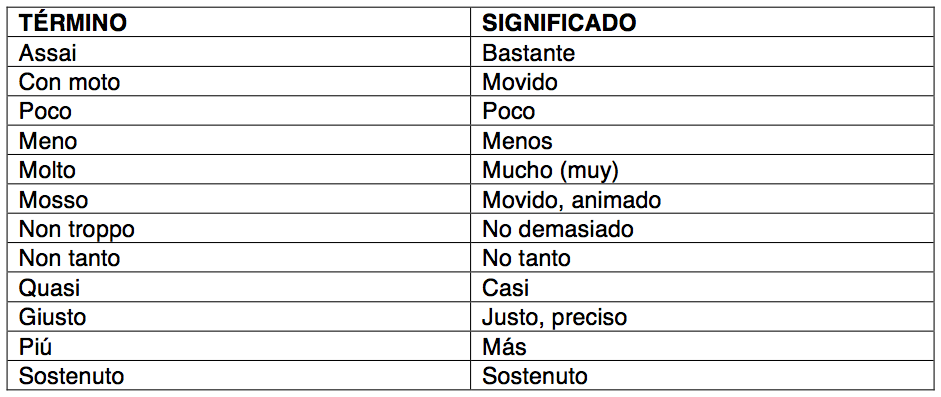 TÉRMINO SIGNIFICADO
Assai Bastante
Con moto Movido
Poco Poco
Meno Menos
Molto Mucho (muy)
Mosso Movido, animado
Non troppo No demasiado
Non tanto No tanto
Quasi Casi
Giusto Justo, preciso
Piú Más
Sostenuto Sostenuto